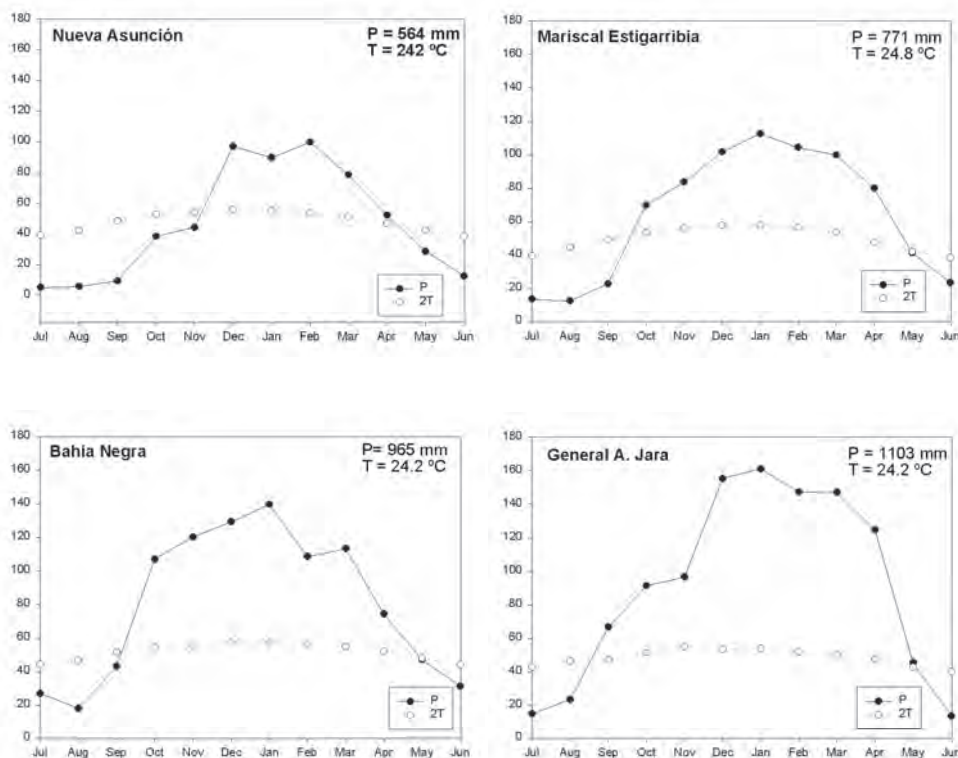 Nueva Asunción
P = 564 mm
T = 242 ºC
180
160
140
120
100
80
60
40
20
0
P
2T
Jul Aug Sep Oct Nov Dec Jan Feb Mar Apr May Jun
Mariscal Estigarribia
P = 771 mm
T = 24.8 ºC
180
160
140
120
100
80
60
40
20
0
P
2T
Jul Aug Sep Oct Nov Dec Jan Feb Mar Apr May Jun
Bahia Negra
P= 965 mm
T = 24.2 ºC
180
160
140
120
100
80
60
40
20
0
P
2T
Jul Aug Sep Oct Nov Dec Jan Feb Mar Apr May Jun
General A. Jara
P = 1103 mm
T = 24.2 ºC
180
160
140
120
100
80
60
40
20
0
P
2T
Jul Aug Sep Oct Nov Dec Jan Feb Mar Apr May Jun